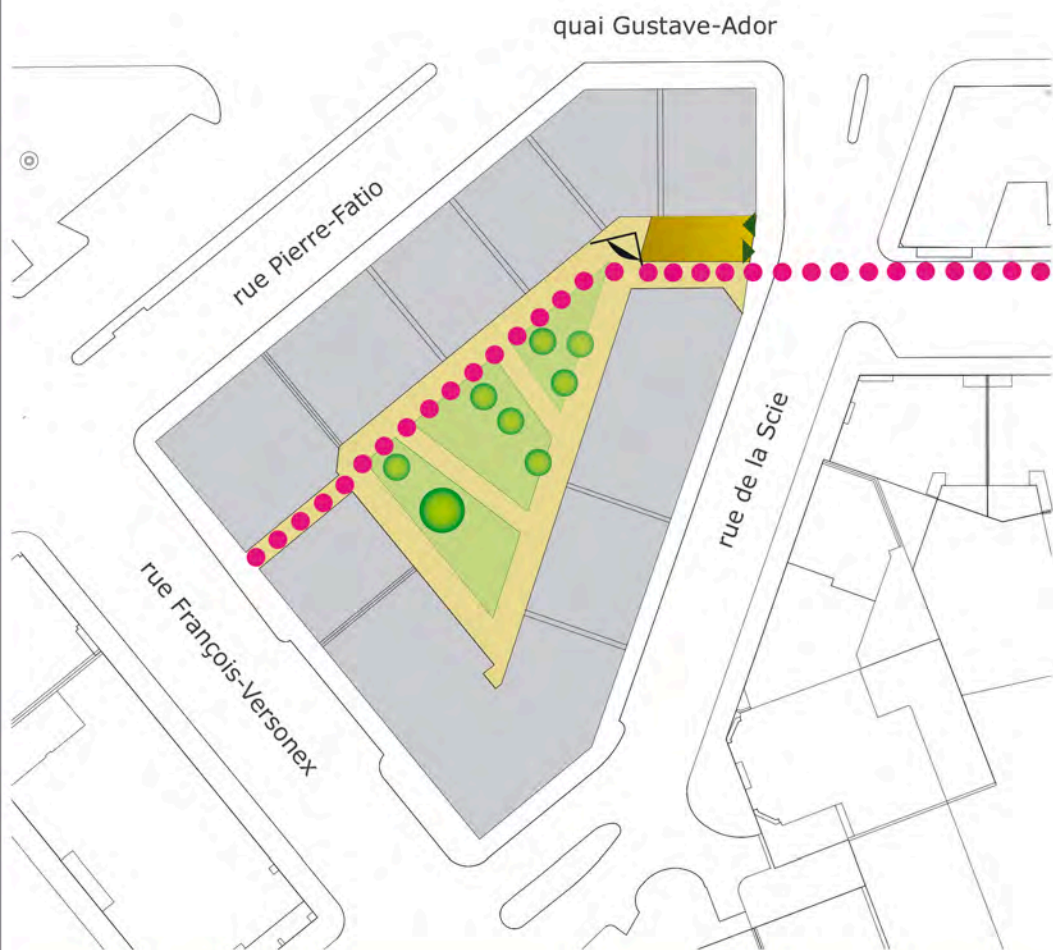 quai Gustave-Ador
rue Pierre-Fatio
rue de la Scie
rue François-Versonex